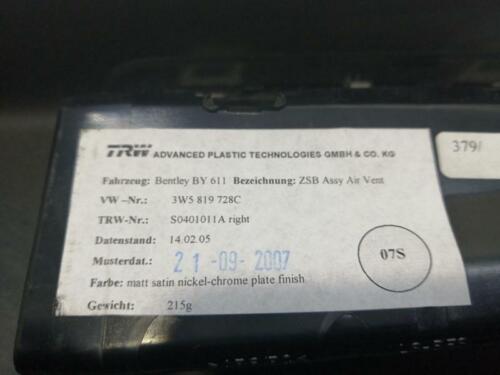 TRW ADVANCED PLASTIC TECHNOLOGIES GMBH & CO. KG
379/
Fahrzeug: Bentley BY 611 Bezeichnung: ZSB Assy Air Vent
VW -Nr.: 3W5 819 728C
TRW-Nr.: S0401011A right
Datenstand: 14.02.05
Musterdat.: 21-09-2007
07S
Farbe: matt satin nickel-chrome plate finish
Gewicht: 215g